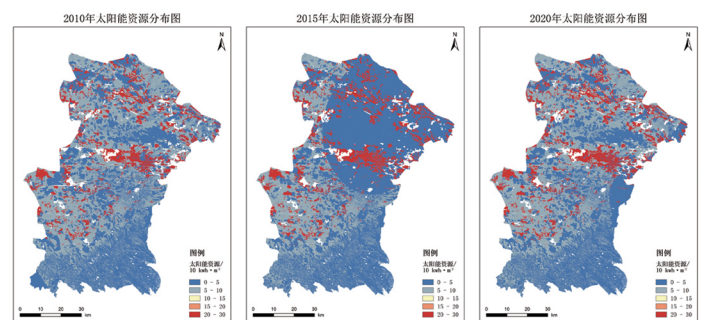 2010年太阳能资源分布图
N
图例
太阳能资源/
10 kwh·m⁻²
0 - 5
5 - 10
10 - 15
15 - 20
20 - 30
0 10 20 30
km
2015年太阳能资源分布图
N
图例
太阳能资源/
10 kwh·m⁻²
0 - 5
5 - 10
10 - 15
15 - 20
20 - 30
0 10 20 30
km
2020年太阳能资源分布图
N
图例
太阳能资源/
10 kwh·m⁻²
0 - 5
5 - 10
10 - 15
15 - 20
20 - 30
0 10 20 30
km